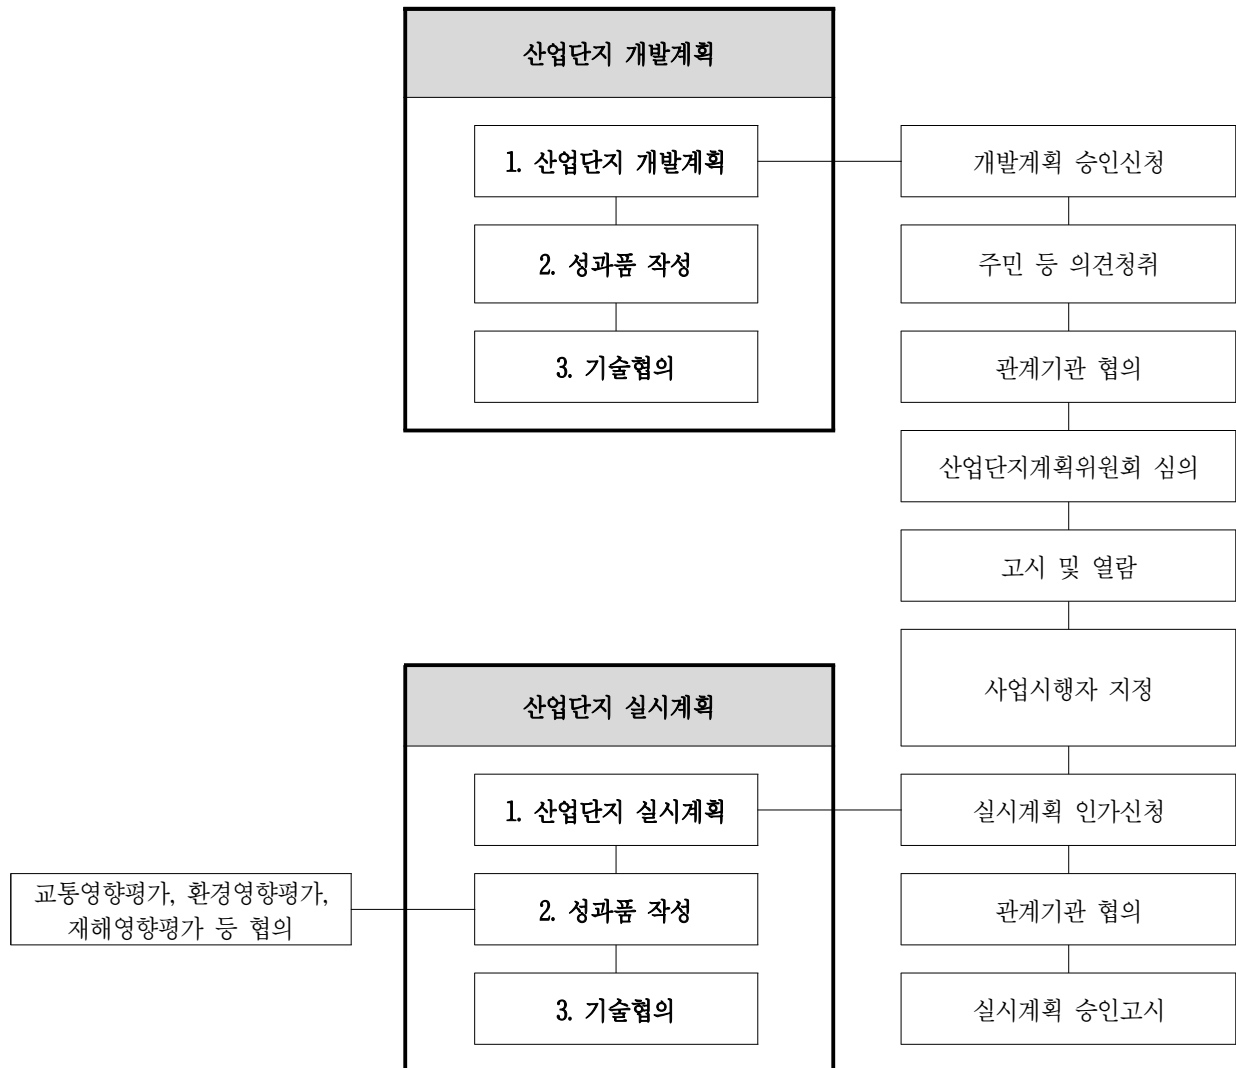 산업단지 개발계획
1. 산업단지 개발계획
2. 성과품 작성
3. 기술협의
개발계획 승인신청
주민 등 의견청취
관계기관 협의
산업단지계획위원회 심의
고시 및 열람
사업시행자 지정
산업단지 실시계획
1. 산업단지 실시계획
2. 성과품 작성
3. 기술협의
교통영향평가, 환경영향평가,
재해영향평가 등 협의
실시계획 인가신청
관계기관 협의
실시계획 승인고시